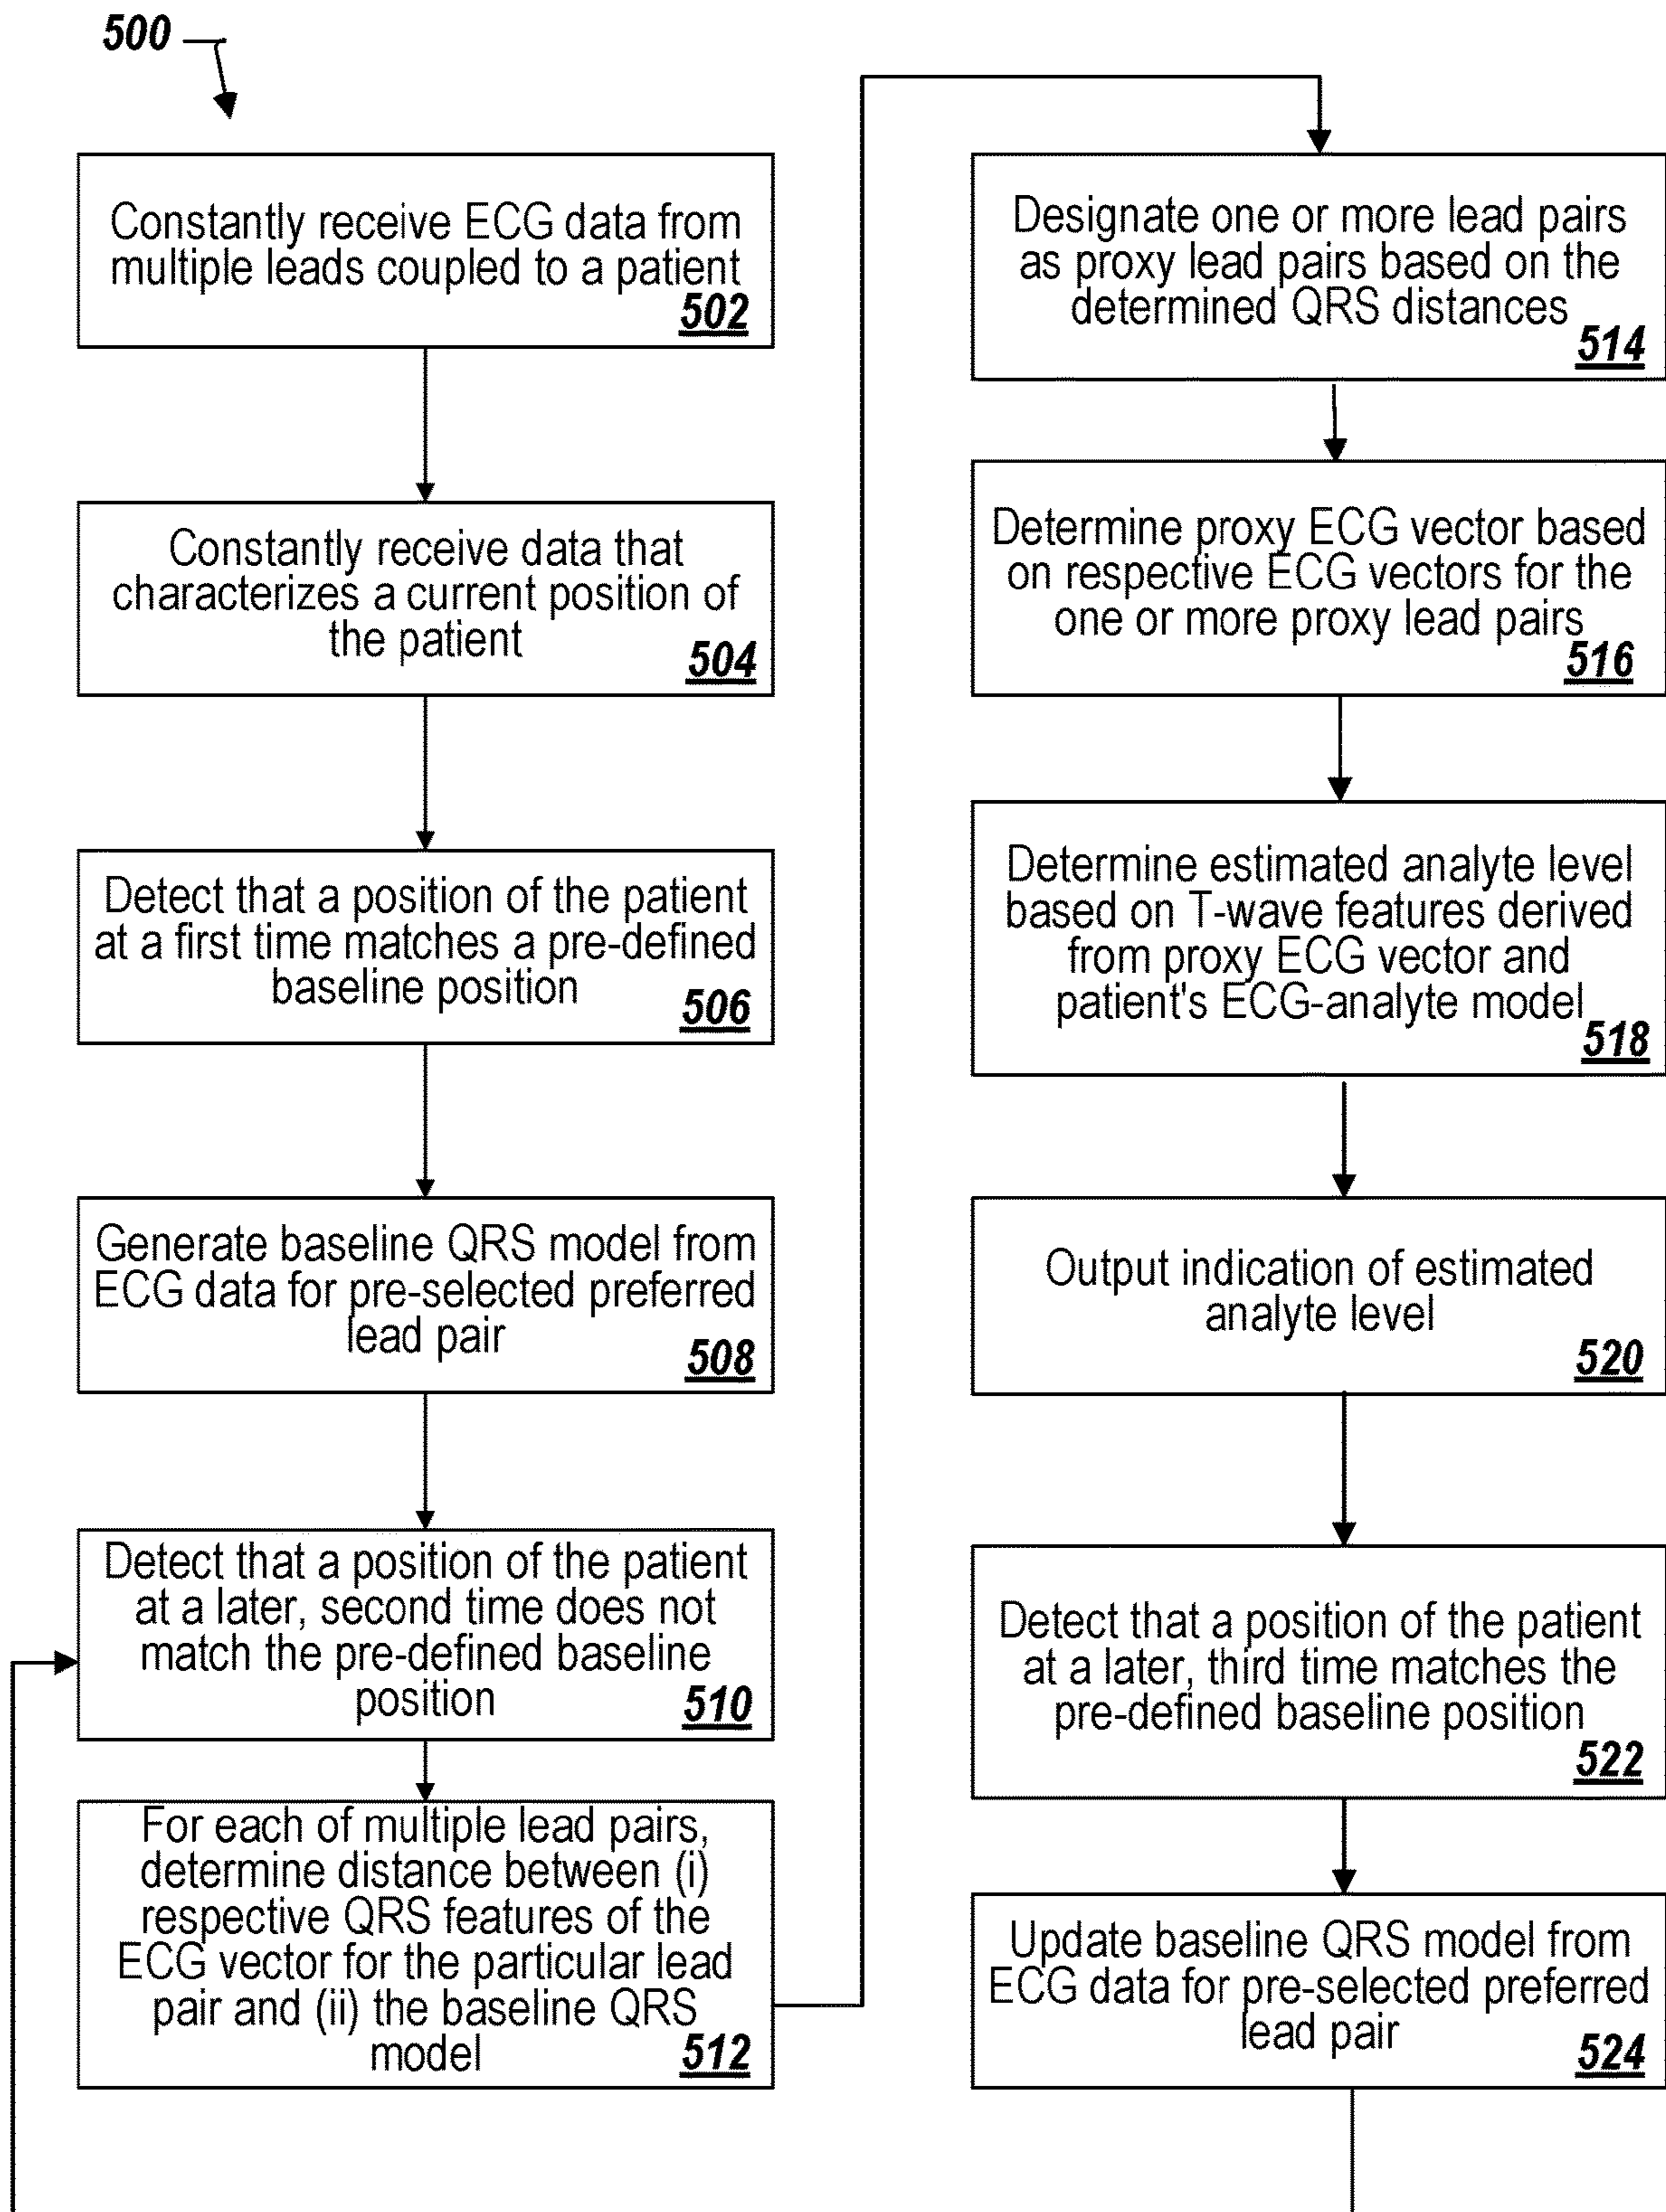 500
Constantly receive ECG data from
multiple leads coupled to a patient
502
Constantly receive data that
characterizes a current position of
the patient
504
Detect that a position of the patient
at a first time matches a pre-defined
baseline position
506
Generate baseline QRS model from
ECG data for pre-selected preferred
lead pair
508
Detect that a position of the patient
at a later, second time does not
match the pre-defined baseline
position
510
For each of multiple lead pairs,
determine distance between (i)
respective QRS features of the
ECG vector for the particular lead
pair and (ii) the baseline QRS
model
512
Designate one or more lead pairs
as proxy lead pairs based on the
determined QRS distances
514
Determine proxy ECG vector based
on respective ECG vectors for the
one or more proxy lead pairs
516
Determine estimated analyte level
based on T-wave features derived
from proxy ECG vector and
patient's ECG-analyte model
518
Output indication of estimated
analyte level
520
Detect that a position of the patient
at a later, third time matches the
pre-defined baseline position
522
Update baseline QRS model from
ECG data for pre-selected preferred
lead pair
524